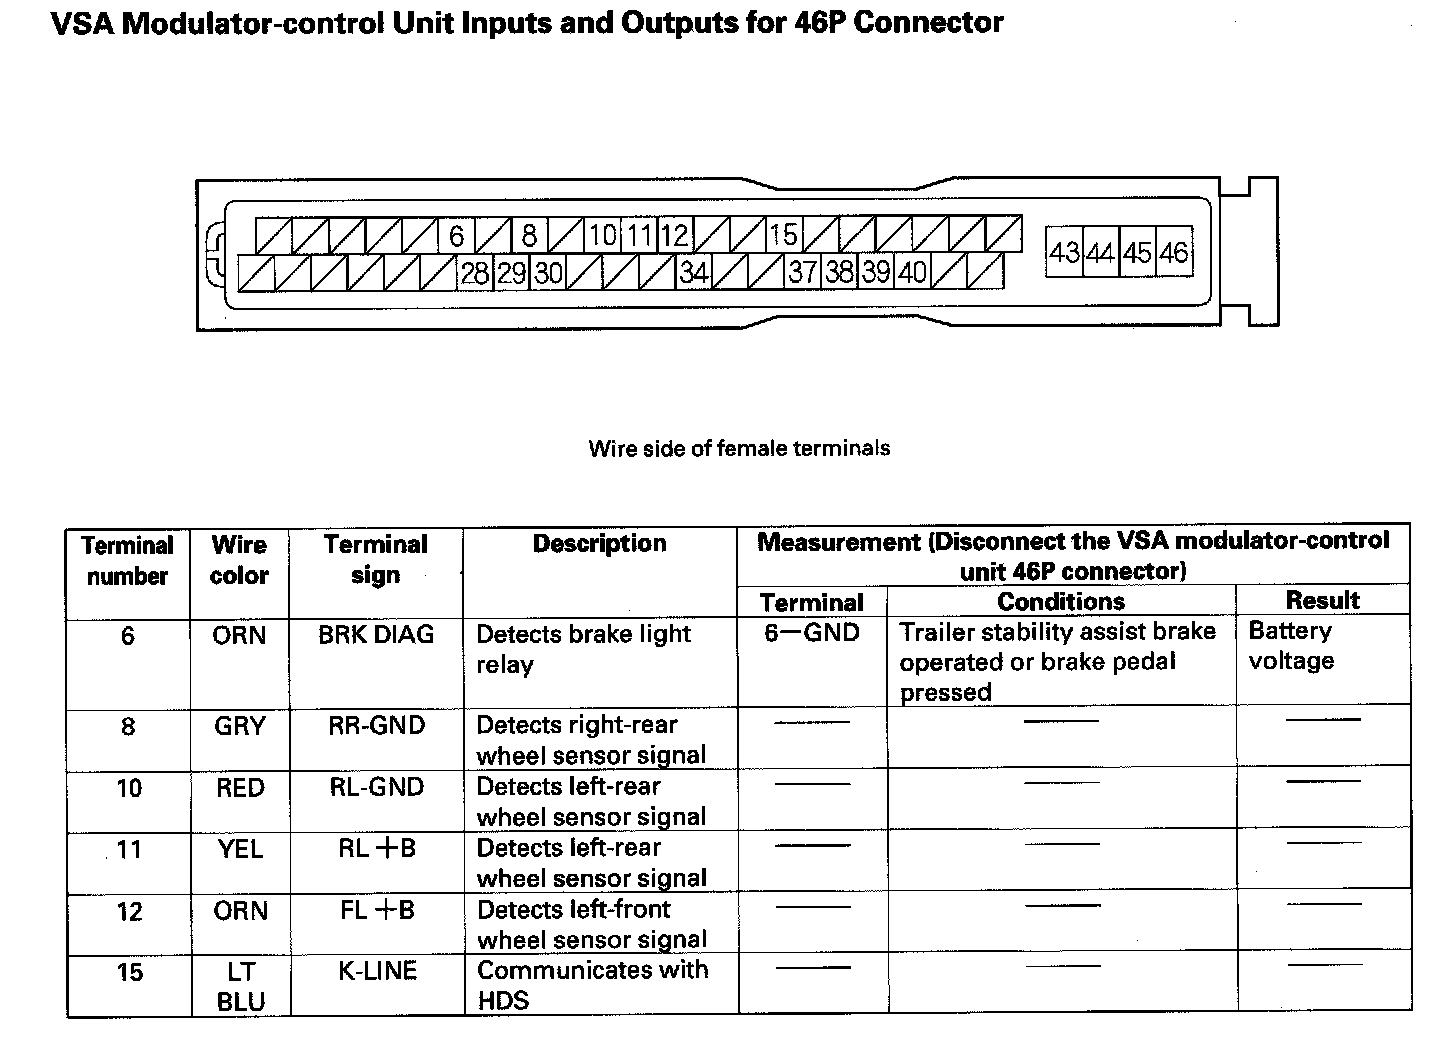 VSA Modulator-control Unit Inputs and Outputs for 46P Connector
6 8 10 11 12 15
28 29 30 34 37 38 39 40
43 44 45 46
Wire side of female terminals
Terminal number Wire color Terminal sign Description Measurement (Disconnect the VSA modulator-control unit 46P connector)
Terminal Conditions Result
6 ORN BRK DIAG Detects brake light relay 6—GND Trailer stability assist brake operated or brake pedal pressed Battery voltage
8 GRY RR-GND Detects right-rear wheel sensor signal —— —— ——
10 RED RL-GND Detects left-rear wheel sensor signal —— —— ——
11 YEL RL +B Detects left-rear wheel sensor signal —— —— ——
12 ORN FL +B Detects left-front wheel sensor signal —— —— ——
15 LT BLU K-LINE Communicates with HDS —— —— ——